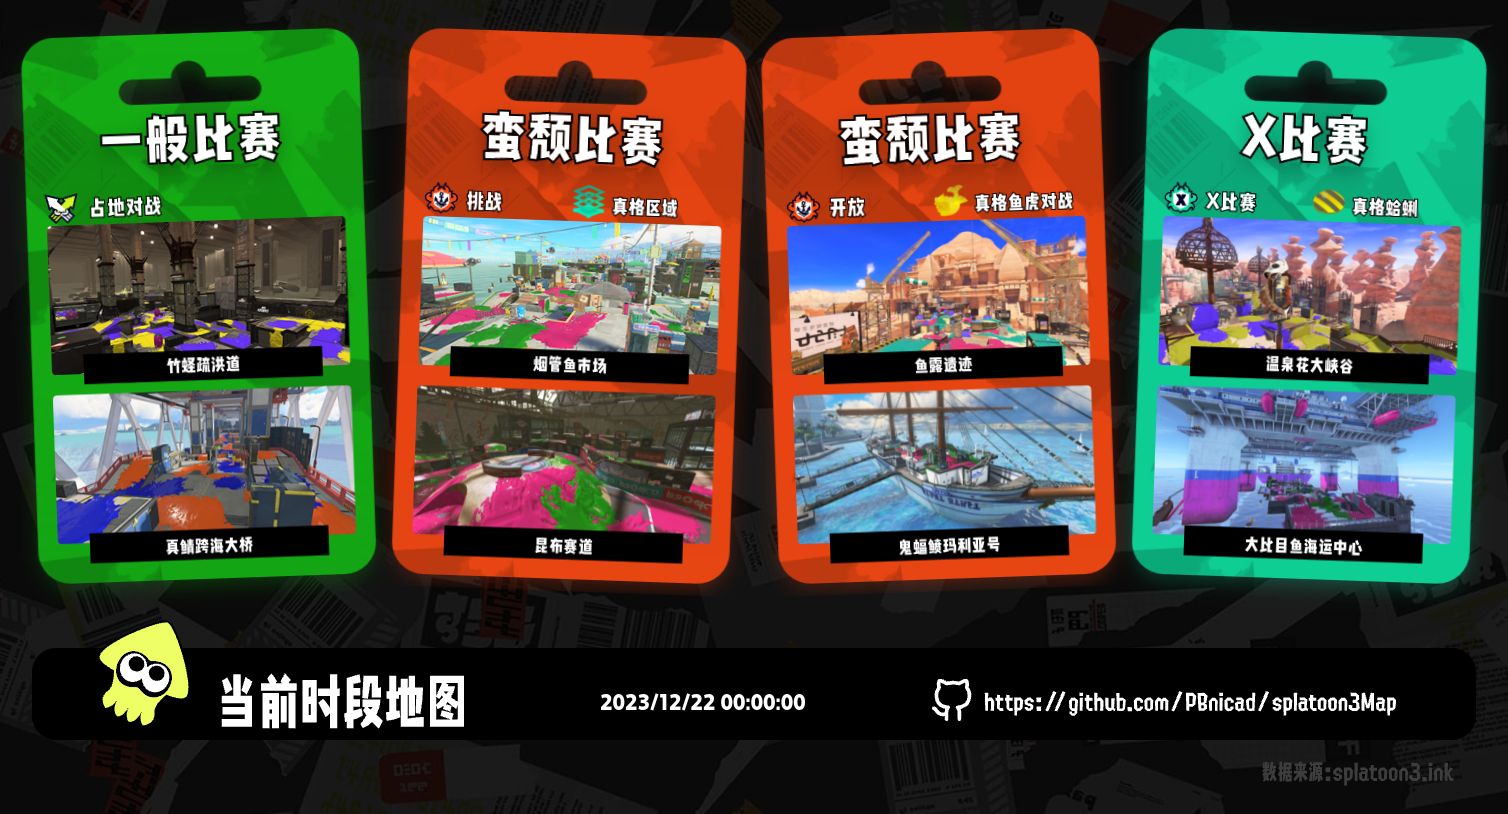 一般比赛
占地对战
竹蛏疏洪道
真鲭跨海大桥
蛮颓比赛
挑战
真格区域
烟管鱼市场
昆布赛道
蛮颓比赛
开放
真格鱼虎对战
鱼露遗迹
鬼蝠鲼玛利亚号
X比赛
X比赛
真格蛤蜊
温泉花大峡谷
大比目鱼海运中心
当前时段地图
2023/12/22 00:00:00
https://github.com/PBnicad/splatoon3Map
数据来源:splatoon3.ink